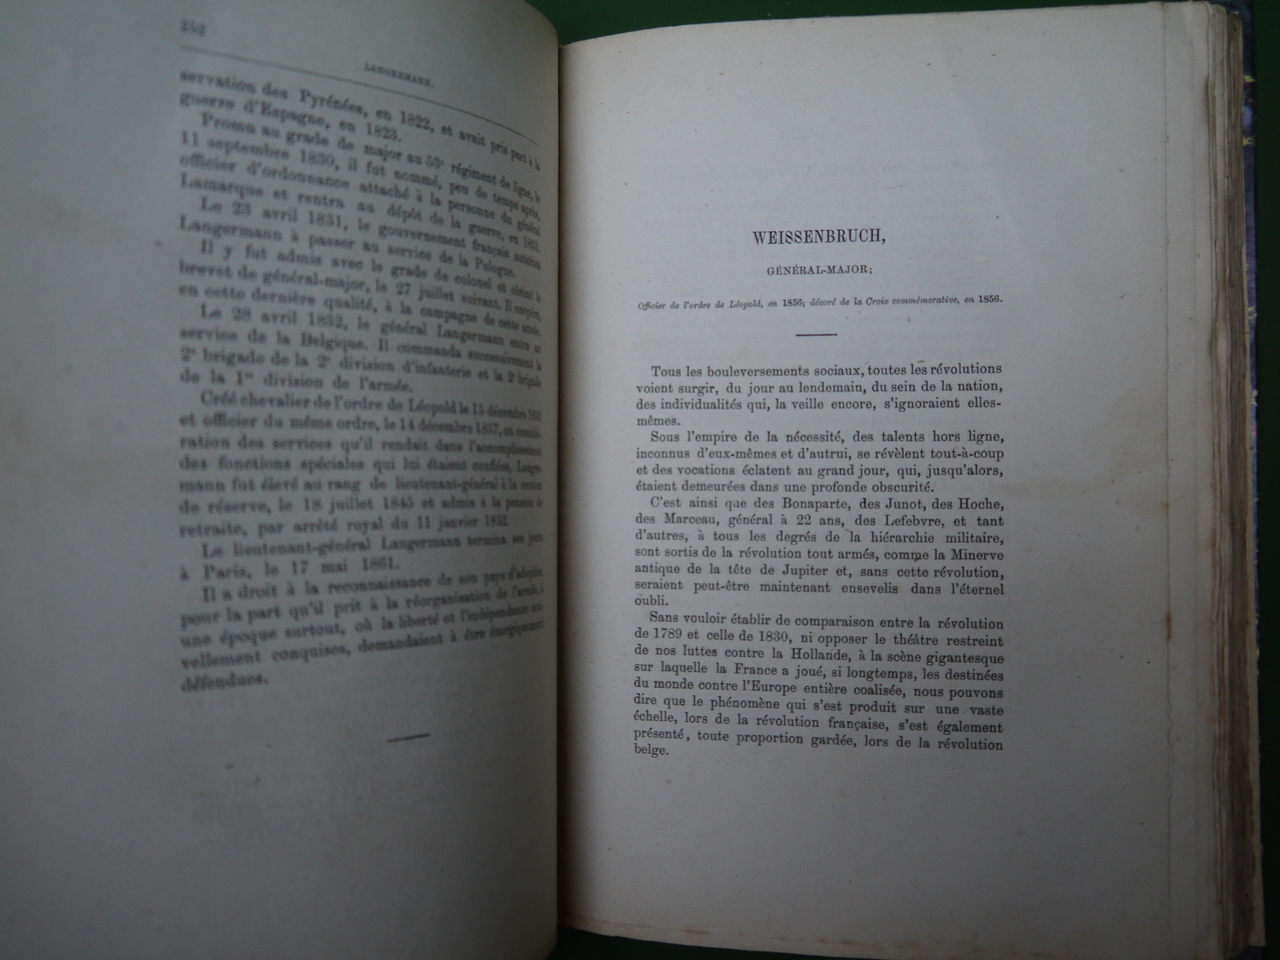 252
LANGERMANN.
servation des Pyrénées, en 1822, et avait pris part à la
guerre d'Espagne, en 1823.
Promu au grade de major au 53e régiment de ligne, le
11 septembre 1830, il fut nommé, peu de temps après,
officier d'ordonnance attaché à la personne du général
Lamarque et rentra au dépôt de la guerre, en 1831.
Le 23 avril 1831, le gouvernement français autorisa
Langermann à passer au service de la Pologne.
Il y fut admis avec le grade de colonel et obtint le
brevet de général-major, le 27 juillet suivant. Il coopéra,
en cette dernière qualité, à la campagne de cette année.
Le 28 avril 1832, le général Langermann entra au
service de la Belgique. Il commanda successivement la
2e brigade de la 2e division d'infanterie et la 2e brigade
de la 1re division de l'armée.
Créé chevalier de l'ordre de Léopold le 15 décembre
et officier du même ordre, le 14 décembre 1837, en considé-
ration des services qu'il rendait dans l'accomplissement
des fonctions spéciales qui lui étaient confiées, Langer-
mann fut élevé au rang de lieutenant-général à la section
de réserve, le 18 juillet 1845 et admis à la pension de
retraite, par arrêté royal du 11 janvier 1852.
Le lieutenant-général Langermann termina ses jours
à Paris, le 17 mai 1861.
Il a droit à la reconnaissance de son pays d'adoption
pour la part qu'il prit à la réorganisation de l'armée, à
une époque surtout, où la liberté et l'indépendance nou-
vellement conquises, demandaient à être énergiquement
défendues.
WEISSENBRUCH,
GÉNÉRAL-MAJOR;
Officier de l'ordre de Léopold, en 1856; décoré de la Croix commémorative, en 1856.
Tous les bouleversements sociaux, toutes les révolutions
voient surgir, du jour au lendemain, du sein de la nation,
des individualités qui, la veille encore, s'ignoraient elles-
mêmes.
Sous l'empire de la nécessité, des talents hors ligne,
inconnus d'eux-mêmes et d'autrui, se révèlent tout-à-coup
et des vocations éclatent au grand jour, qui, jusqu'alors,
étaient demeurées dans une profonde obscurité.
C'est ainsi que des Bonaparte, des Junot, des Hoche,
des Marceau, général à 22 ans, des Lefebvre, et tant
d'autres, à tous les degrés de la hiérarchie militaire,
sont sortis de la révolution tout armés, comme la Minerve
antique de la tête de Jupiter et, sans cette révolution,
seraient peut-être maintenant ensevelis dans l'éternel
oubli.
Sans vouloir établir de comparaison entre la révolution
de 1789 et celle de 1830, ni opposer le théâtre restreint
de nos luttes contre la Hollande, à la scène gigantesque
sur laquelle la France a joué, si longtemps, les destinées
du monde contre l'Europe entière coalisée, nous pouvons
dire que le phénomène qui s'est produit sur une vaste
échelle, lors de la révolution française, s'est également
présenté, toute proportion gardée, lors de la révolution
belge.